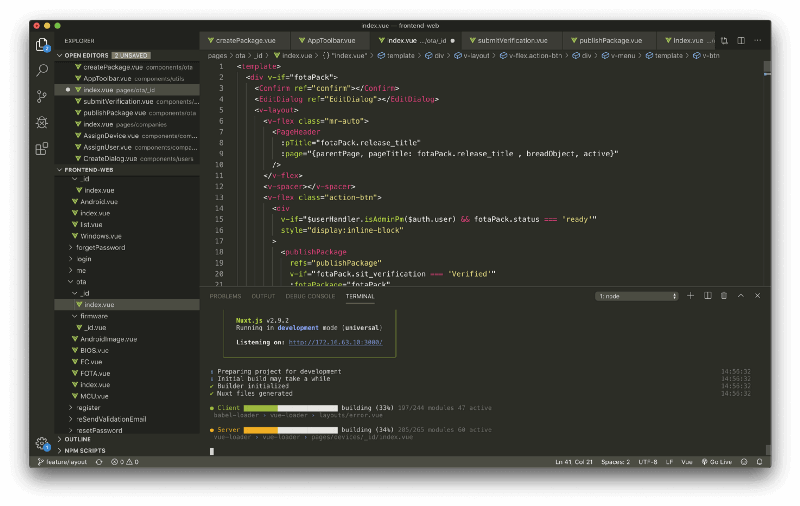 index.vue — frontend-web
EXPLORER
OPEN EDITORS 2 UNSAVED
createPackage.vue components/ota
AppToolbar.vue components/utils
index.vue pages/ota/_id
submitVerification.vue components/...
publishPackage.vue components/ota
index.vue pages/companies
AssignDevice.vue components/com...
AssignUser.vue components/compa...
CreateDialog.vue components/users
FRONTEND-WEB
_id
index.vue
Android.vue
index.vue
list.vue
Windows.vue
forgetPassword
login
me
ota
_id
index.vue
firmware
_id.vue
AndroidImage.vue
BIOS.vue
EC.vue
FOTA.vue
index.vue
MCU.vue
register
reSendValidationEmail
resetPassword
OUTLINE
NPM SCRIPTS
createPackage.vue AppToolbar.vue index.vue .../ota/_id submitVerification.vue publishPackage.vue index.vue
pages › ota › _id › index.vue › {} "index.vue" › template › div › v-layout › v-flex.action-btn › div › v-menu › template › v-btn
1 <template>
2 <div v-if="fotaPack">
3 <Confirm ref="confirm"></Confirm>
4 <EditDialog ref="EditDialog"></EditDialog>
5 <v-layout>
6 <v-flex class="mr-auto">
7 <PageHeader
8 :pTitle="fotaPack.release_title"
9 :page="{parentPage, pageTitle: fotaPack.release_title , breadObject, active}"
10 />
11 </v-flex>
12 <v-spacer></v-spacer>
13 <v-flex class="action-btn">
14 <div
15 v-if="$userHandler.isAdminPm($auth.user) && fotaPack.status === 'ready'"
16 style="display:inline-block"
17 >
18 <publishPackage
19 refs="publishPackage"
20 v-if="fotaPack.sit_verification === 'Verified'"
21 :fotaPackage="fotaPack"
PROBLEMS OUTPUT DEBUG CONSOLE TERMINAL 1: node
Nuxt.js v2.9.2
Running in development mode (universal)
Listening on: http://172.16.63.10:3000/
Preparing project for development 14:56:32
Initial build may take a while 14:56:32
✔ Builder initialized 14:56:32
✔ Nuxt files generated 14:56:32
● Client building (33%) 197/244 modules 47 active
babel-loader › vue-loader › layouts/error.vue
● Server building (34%) 205/265 modules 60 active
vue-loader › vue-loader › pages/devices/_id/index.vue
feature/layout 0 0 Ln 41, Col 21 Spaces: 2 UTF-8 LF Vue Go Live